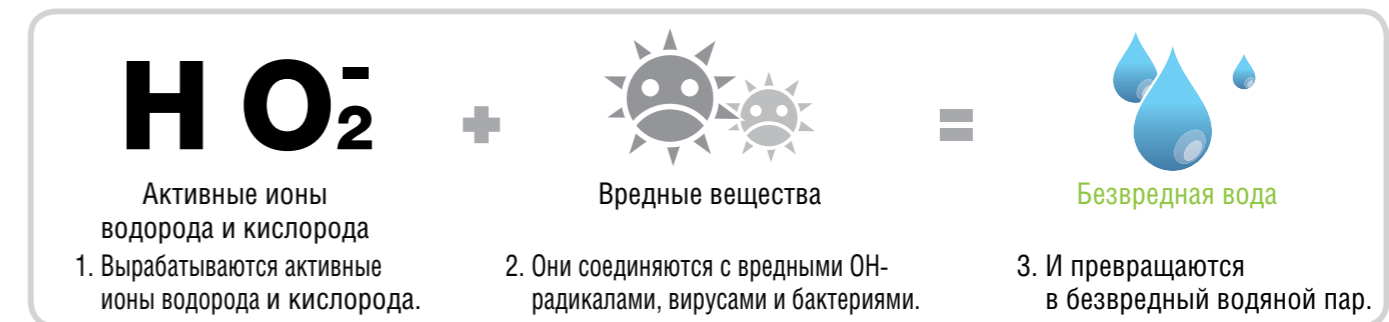 H O₂⁻
Активные ионы
водорода и кислорода
1. Вырабатываются активные
ионы водорода и кислорода.
Вредные вещества
2. Они соединяются с вредными ОН-
радикалами, вирусами и бактериями.
Безвредная вода
3. И превращаются
в безвредный водяной пар.